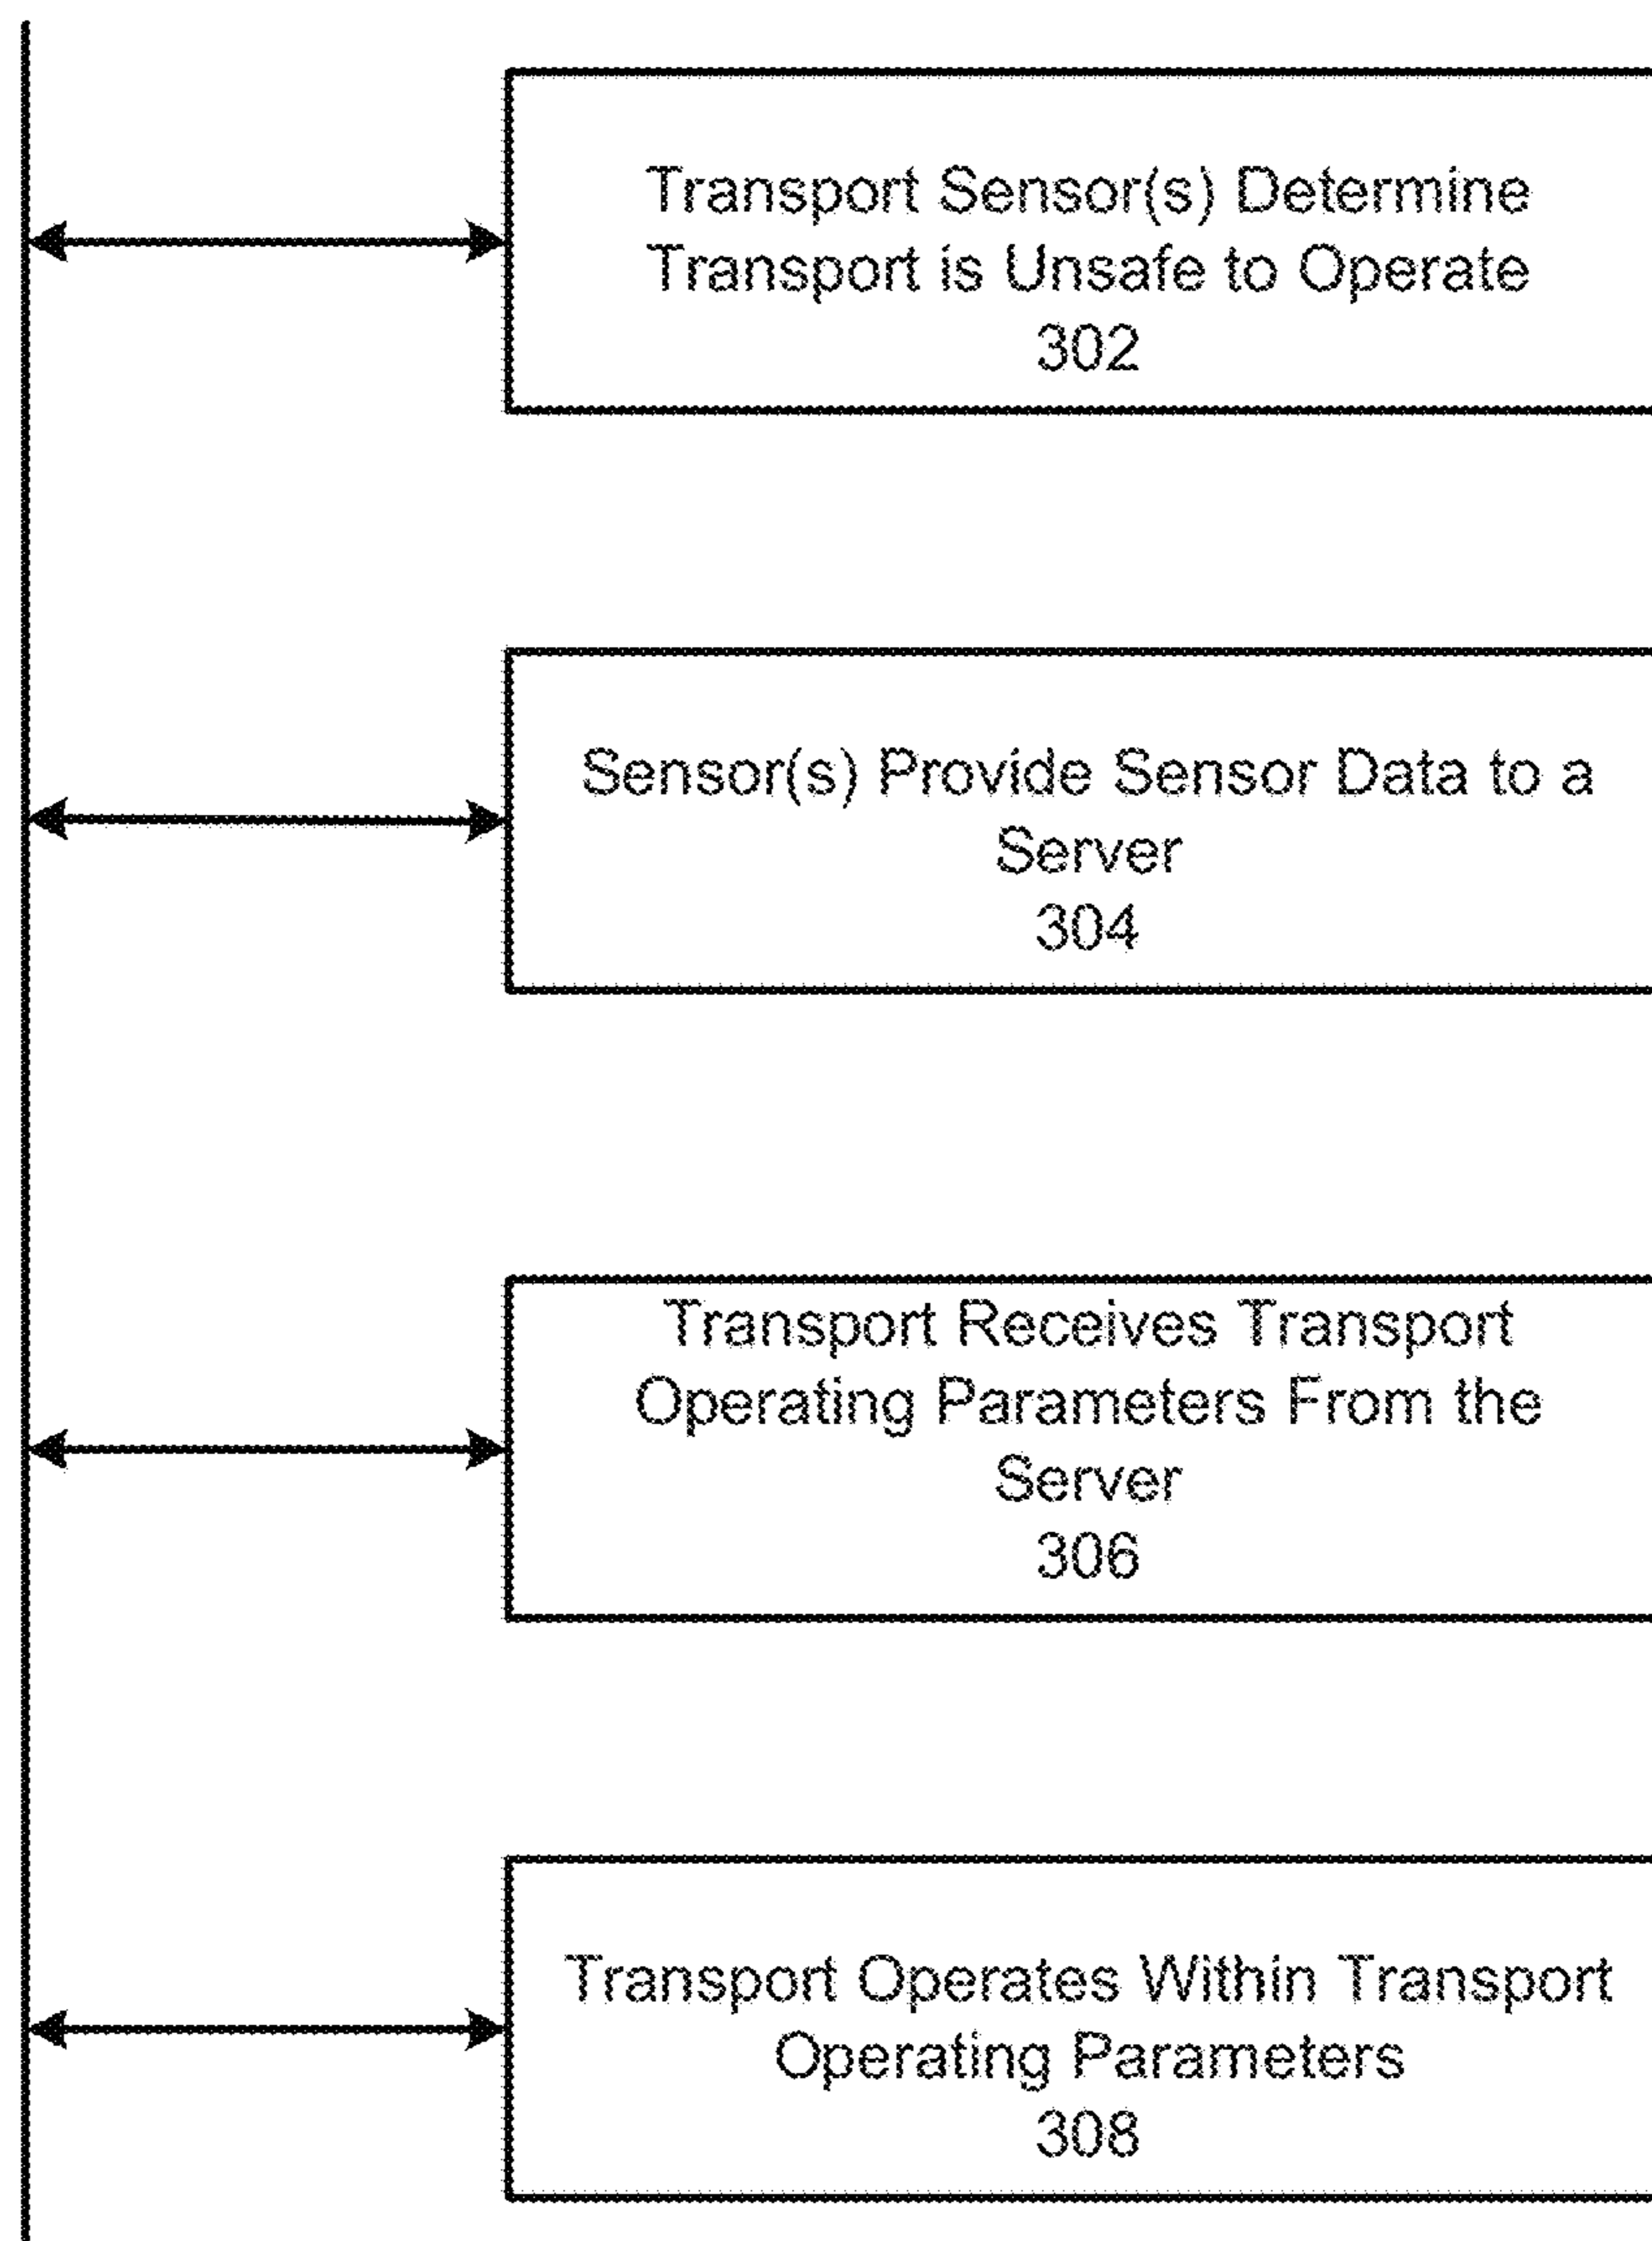 Transport Sensor(s) Determine
Transport is Unsafe to Operate
302
Sensor(s) Provide Sensor Data to a
Server
304
Transport Receives Transport
Operating Parameters From the
Server
306
Transport Operates Within Transport
Operating Parameters
308